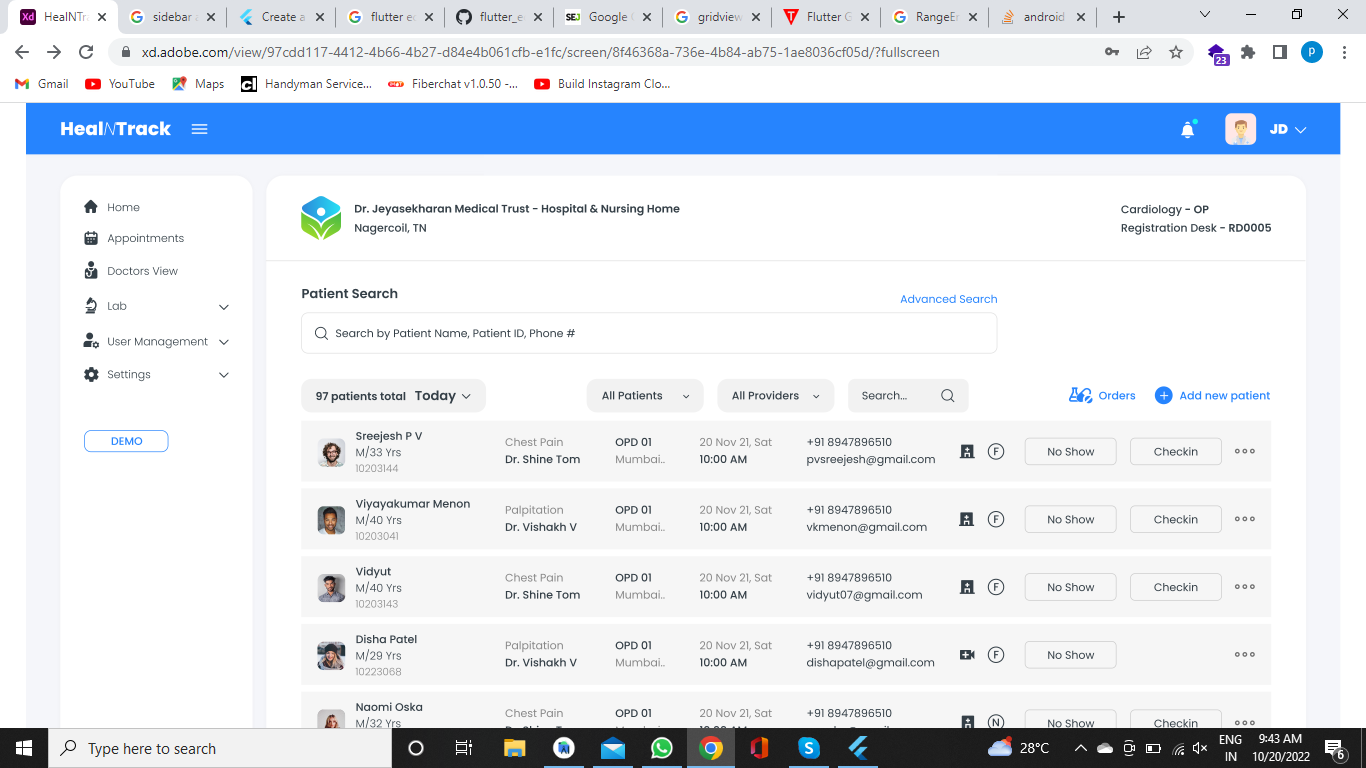 HealNTra
sidebar a
Create a
flutter ec
flutter_ec
Google
gridview
Flutter G
RangeEr
android
xd.adobe.com/view/97cdd117-4412-4b66-4b27-d84e4b061cfb-e1fc/screen/8f46368a-736e-4b84-ab75-1ae8036cf05d/?fullscreen
23
p
Gmail
YouTube
Maps
Handyman Service...
Fiberchat v1.0.50 -...
Build Instagram Clo...
HealNTrack
JD
Home
Appointments
Doctors View
Lab
User Management
Settings
DEMO
Dr. Jeyasekharan Medical Trust - Hospital & Nursing Home
Nagercoil, TN
Cardiology - OP
Registration Desk - RD0005
Patient Search
Advanced Search
Search by Patient Name, Patient ID, Phone #
97 patients total Today
All Patients
All Providers
Search...
Orders
Add new patient
Sreejesh P V
M/33 Yrs
10203144
Chest Pain
Dr. Shine Tom
OPD 01
Mumbai..
20 Nov 21, Sat
10:00 AM
+91 8947896510
pvsreejesh@gmail.com
F
No Show
Checkin
Viyayakumar Menon
M/40 Yrs
10203041
Palpitation
Dr. Vishakh V
OPD 01
Mumbai..
20 Nov 21, Sat
10:00 AM
+91 8947896510
vkmenon@gmail.com
F
No Show
Checkin
Vidyut
M/40 Yrs
10203143
Chest Pain
Dr. Shine Tom
OPD 01
Mumbai..
20 Nov 21, Sat
10:00 AM
+91 8947896510
vidyut07@gmail.com
F
No Show
Checkin
Disha Patel
M/29 Yrs
10223068
Palpitation
Dr. Vishakh V
OPD 01
Mumbai..
20 Nov 21, Sat
10:00 AM
+91 8947896510
dishapatel@gmail.com
F
No Show
Naomi Oska
M/32 Yrs
Chest Pain
OPD 01
20 Nov 21, Sat
+91 8947896510
N
No Show
Checkin
Type here to search
28°C
ENG
IN
9:43 AM
10/20/2022
6